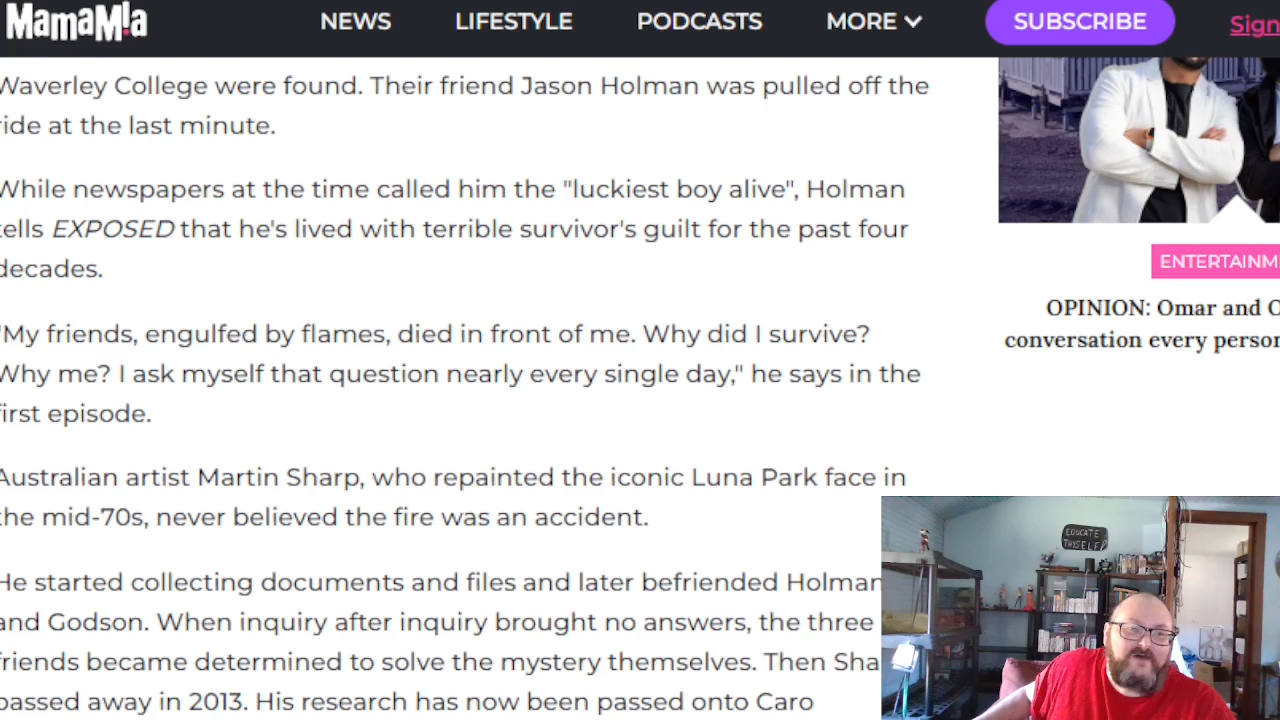 MamaM!a
NEWS
LIFESTYLE
PODCASTS
MORE
SUBSCRIBE
Sign
Waverley College were found. Their friend Jason Holman was pulled off the
ride at the last minute.
While newspapers at the time called him the "luckiest boy alive", Holman
tells EXPOSED that he's lived with terrible survivor's guilt for the past four
decades.
"My friends, engulfed by flames, died in front of me. Why did I survive?
Why me? I ask myself that question nearly every single day," he says in the
first episode.
Australian artist Martin Sharp, who repainted the iconic Luna Park face in
the mid-70s, never believed the fire was an accident.
He started collecting documents and files and later befriended Holman
and Godson. When inquiry after inquiry brought no answers, the three
friends became determined to solve the mystery themselves. Then Sha
passed away in 2013. His research has now been passed onto Caro
ENTERTAINM
OPINION: Omar and O
conversation every person
EDUCATE
THYSELF